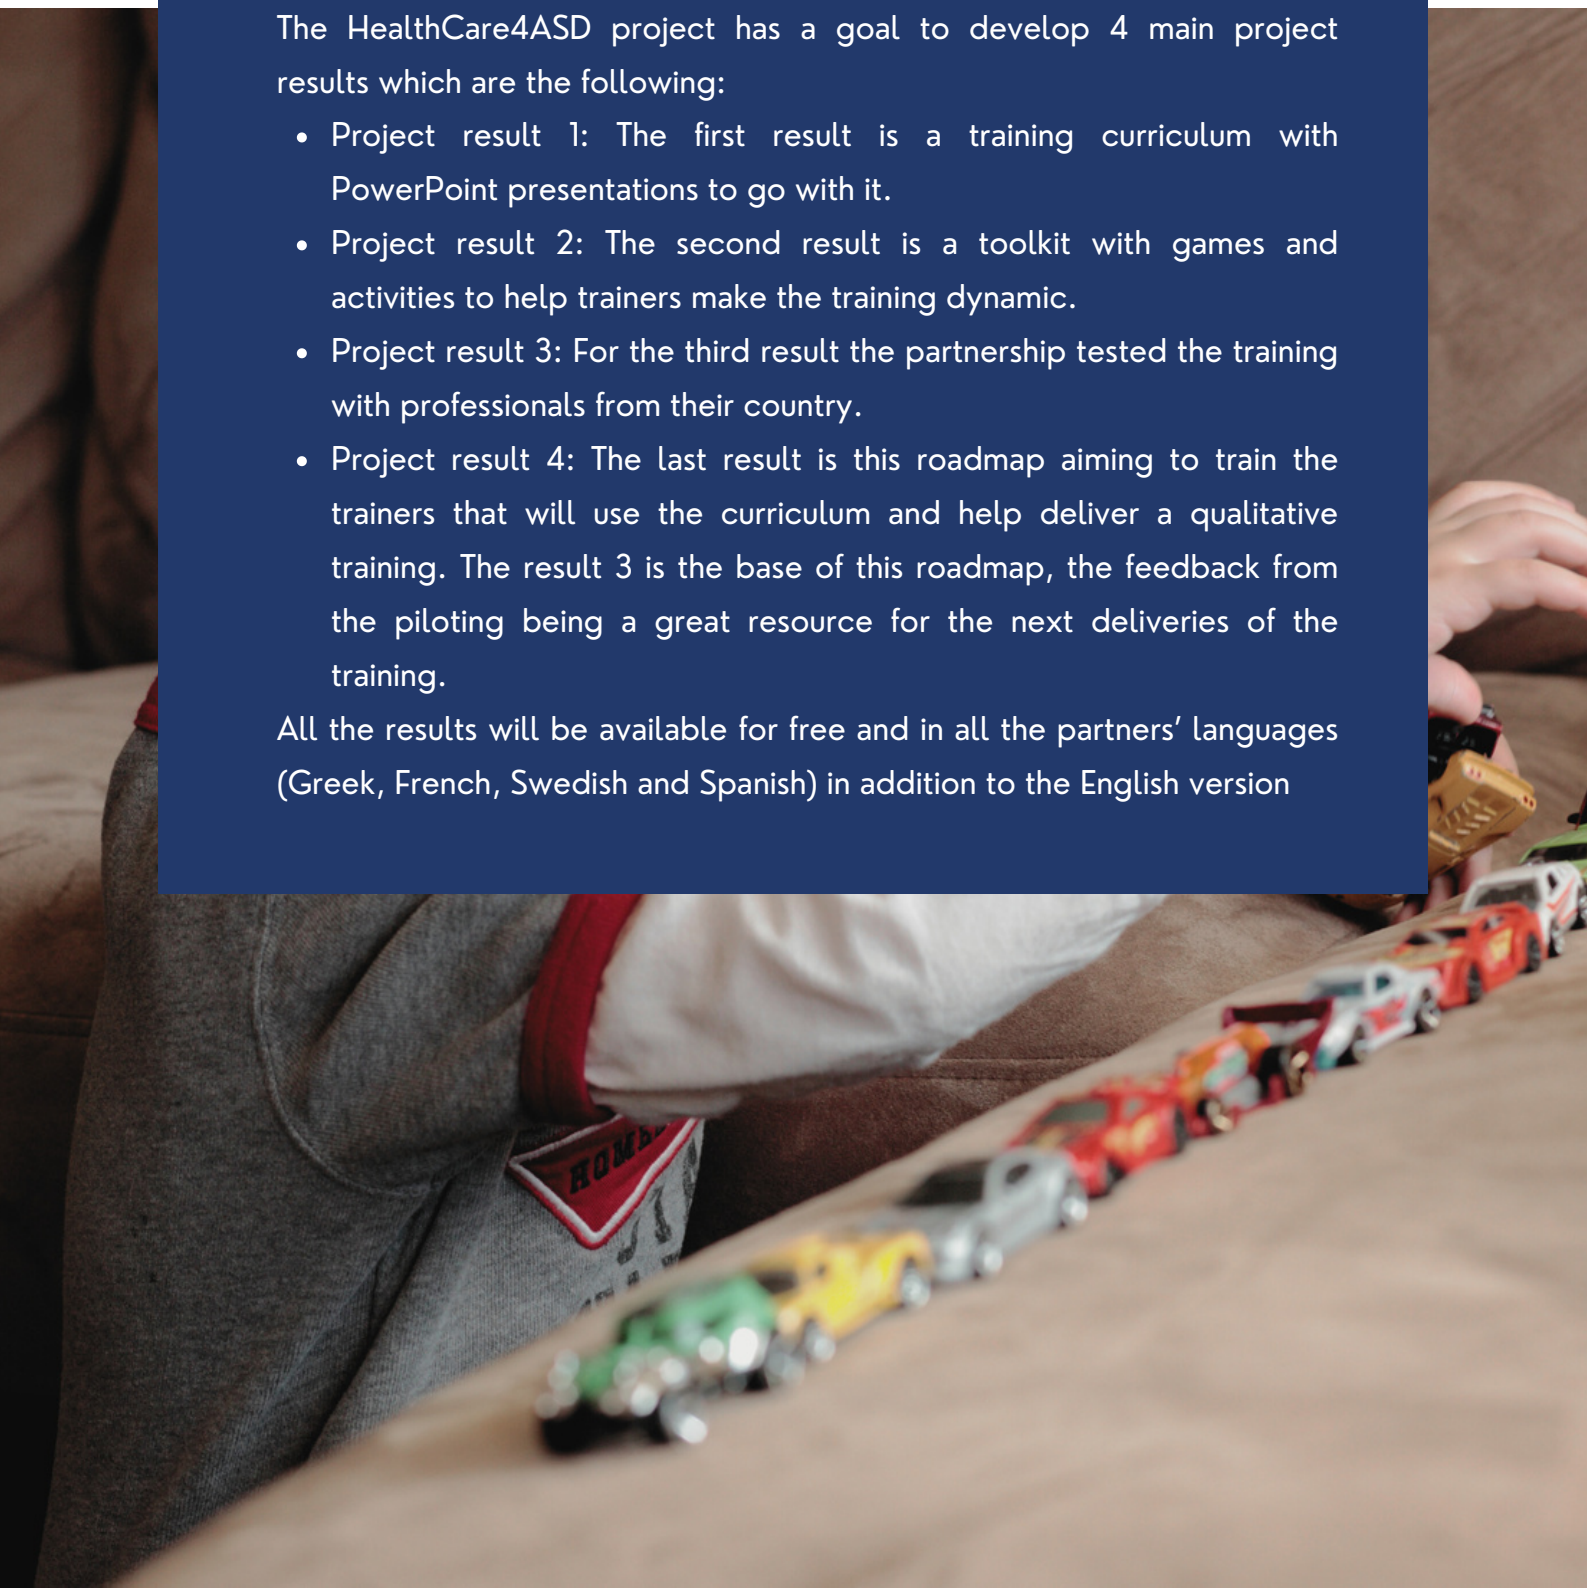 The HealthCare4ASD project has a goal to develop 4 main project
results which are the following:
• Project result 1: The first result is a training curriculum with
PowerPoint presentations to go with it.
• Project result 2: The second result is a toolkit with games and
activities to help trainers make the training dynamic.
• Project result 3: For the third result the partnership tested the training
with professionals from their country.
• Project result 4: The last result is this roadmap aiming to train the
trainers that will use the curriculum and help deliver a qualitative
training. The result 3 is the base of this roadmap, the feedback from
the piloting being a great resource for the next deliveries of the
training.
All the results will be available for free and in all the partners’ languages
(Greek, French, Swedish and Spanish) in addition to the English version